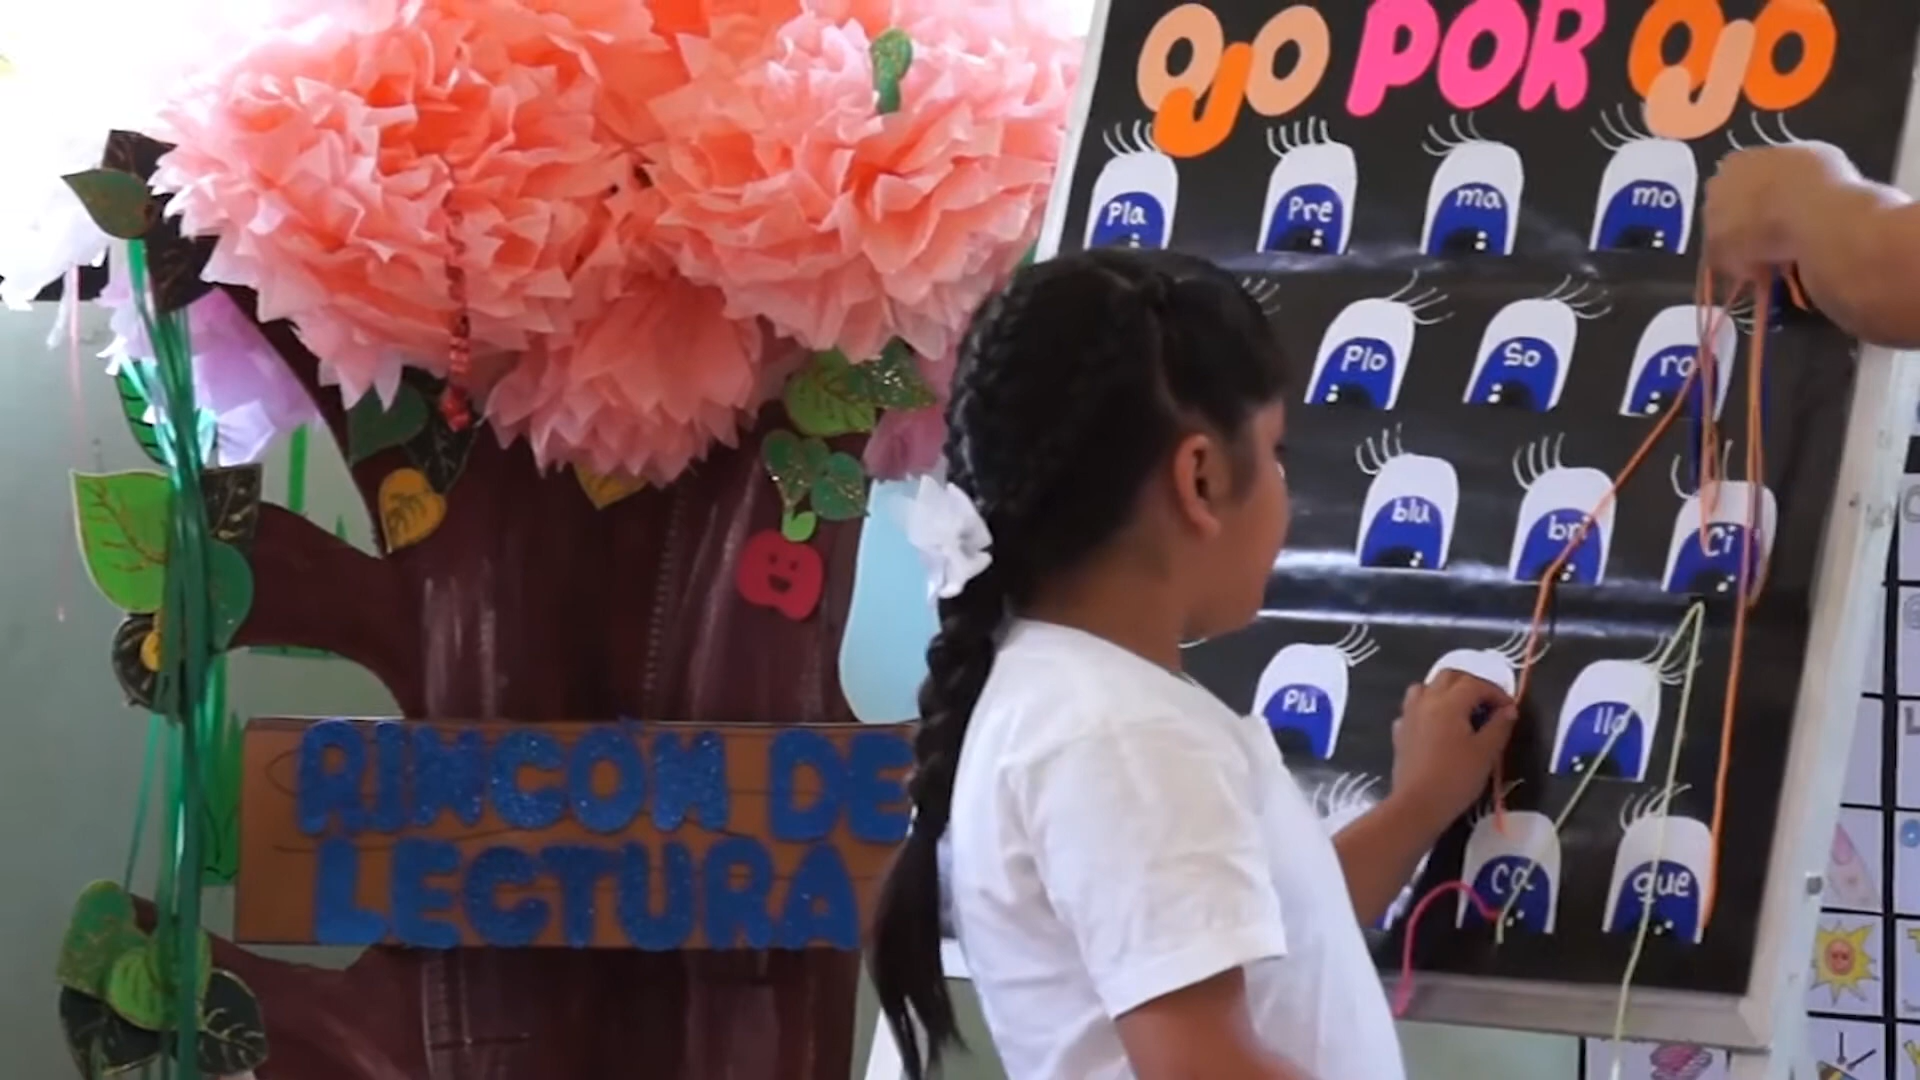 OJO POR OJO
Pla Pre ma mo
Plo So ro
blu bri Ci
Plu llo
ca que
RINCÓN DE
LECTURA